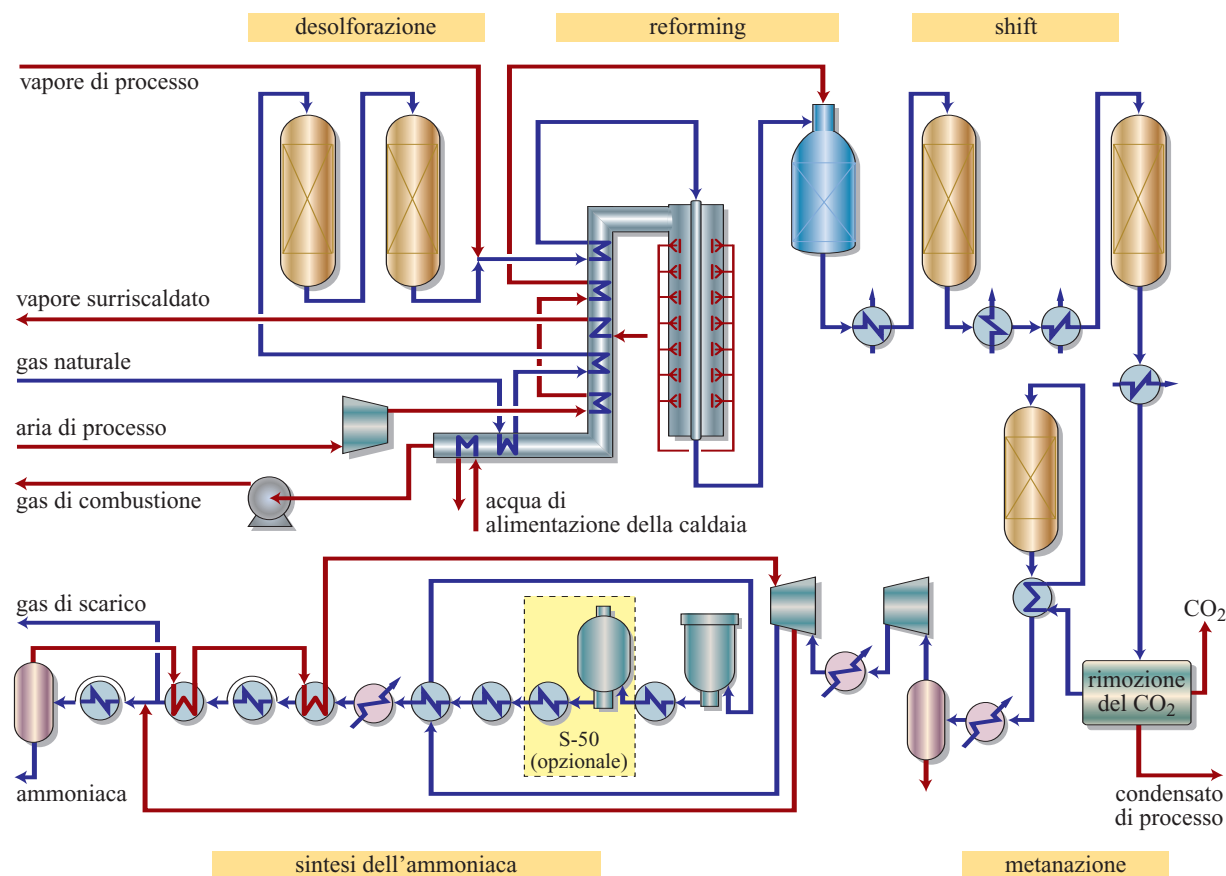 desolforazione
reforming
shift
vapore di processo
vapore surriscaldato
gas naturale
aria di processo
gas di combustione
acqua di
alimentazione della caldaia
gas di scarico
CO2
rimozione
del CO2
S-50
(opzionale)
ammoniaca
condensato
di processo
sintesi dell’ammoniaca
metanazione